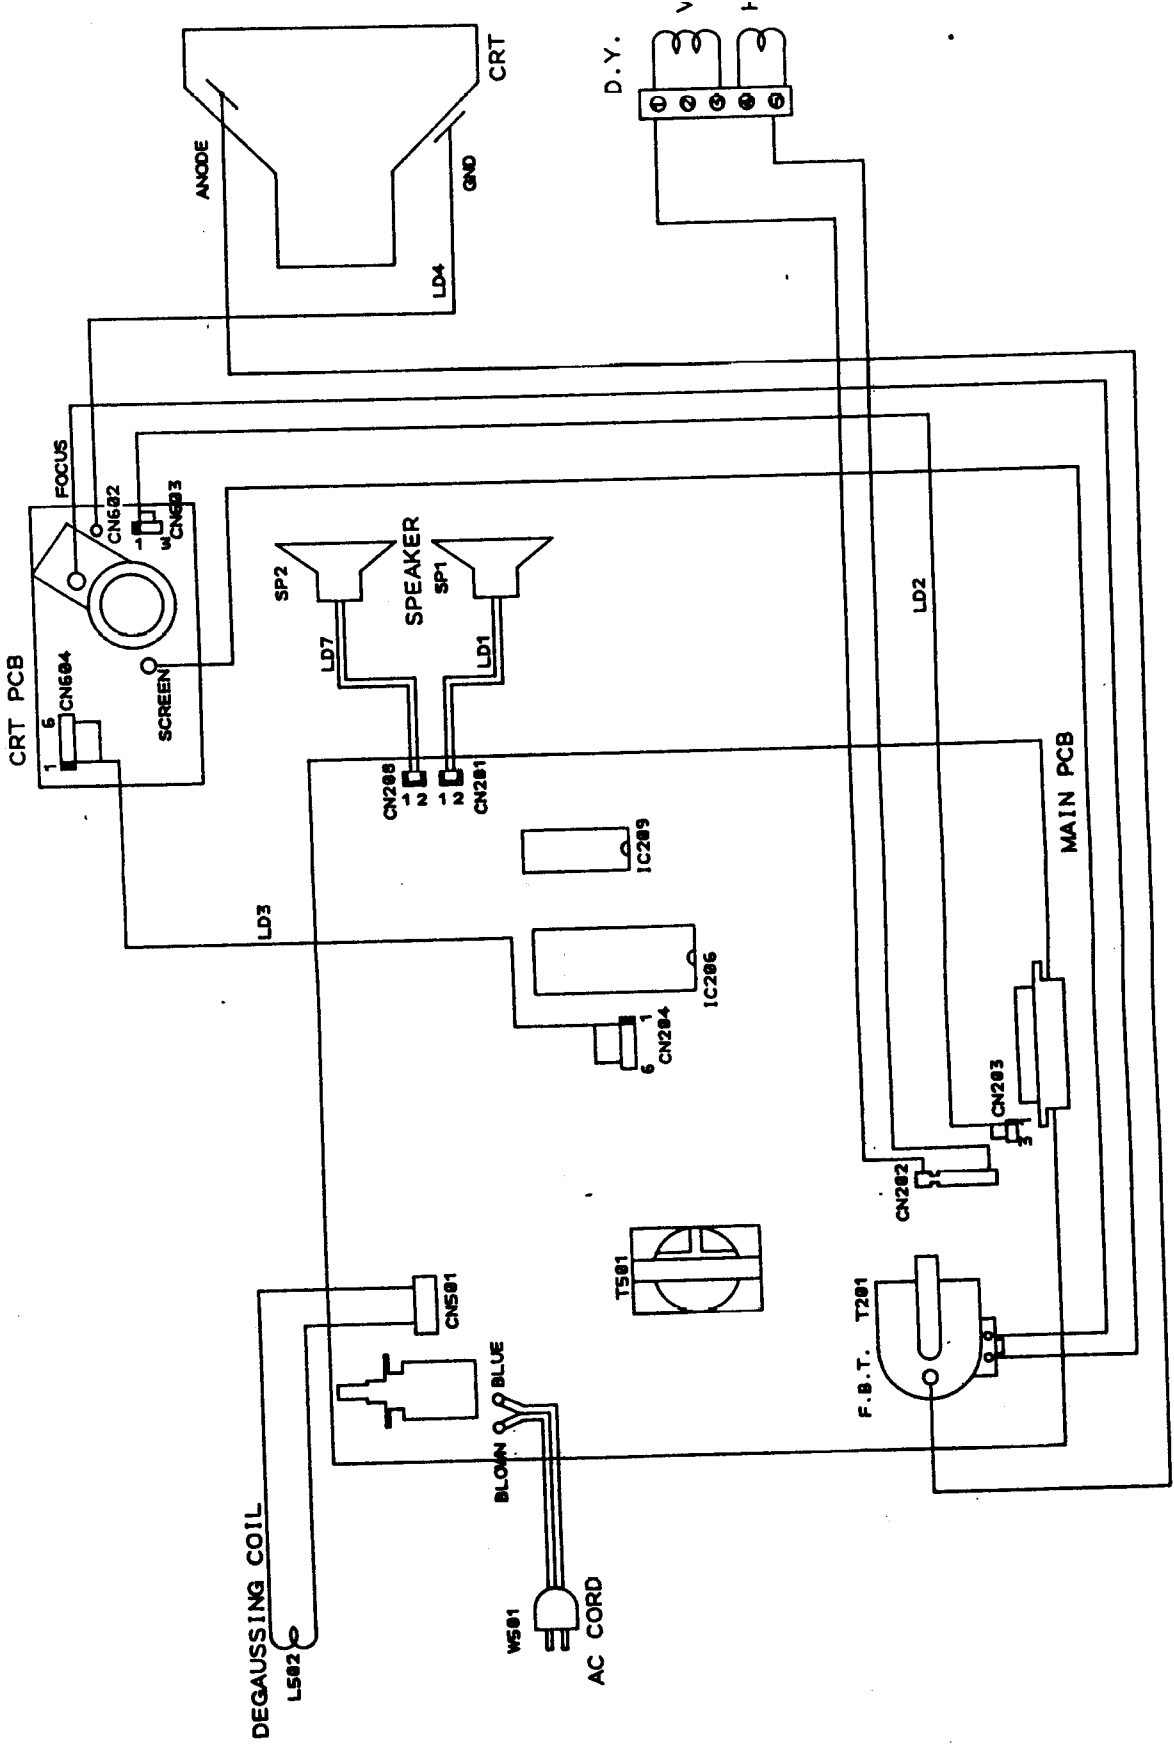 CRT PCB
1 6
CN604
SCREEN
FOCUS
CN602
1
3
CN603
ANODE
CRT
GND
LD4
D.Y.
V
H
1 2 3 4 5
LD3
SP2
SPEAKER
SP1
LD7
LD1
LD2
CN208
1 2
1 2
CN201
IC209
IC206
1
6
CN204
MAIN PCB
CN203
1
3
CN202
T501
F.B.T. T201
DEGAUSSING COIL
L502
CN501
BLUE
BLOWN
W501
AC CORD